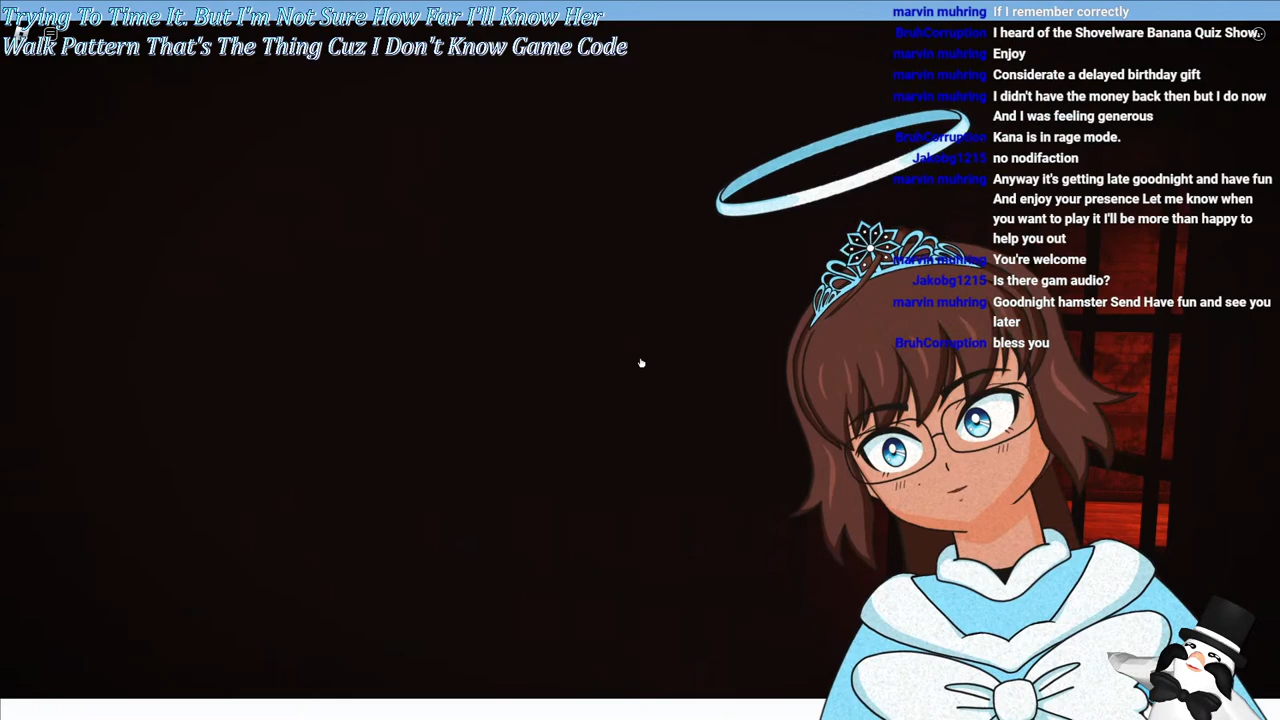 Trying To Time It. But I'm Not Sure How Far I'll Know Her
Walk Pattern That's The Thing Cuz I Don't Know Game Code
marvin muhring If I remember correctly
BruhCorruption I heard of the Shovelware Banana Quiz Show.
marvin muhring Enjoy
marvin muhring Considerate a delayed birthday gift
marvin muhring I didn't have the money back then but I do now
And I was feeling generous
BruhCorruption Kana is in rage mode.
Jakobg1215 no nodifaction
marvin muhring Anyway it's getting late goodnight and have fun
And enjoy your presence Let me know when
you want to play it I'll be more than happy to
help you out
marvin muhring You're welcome
Jakobg1215 Is there gam audio?
marvin muhring Goodnight hamster Send Have fun and see you
later
BruhCorruption bless you